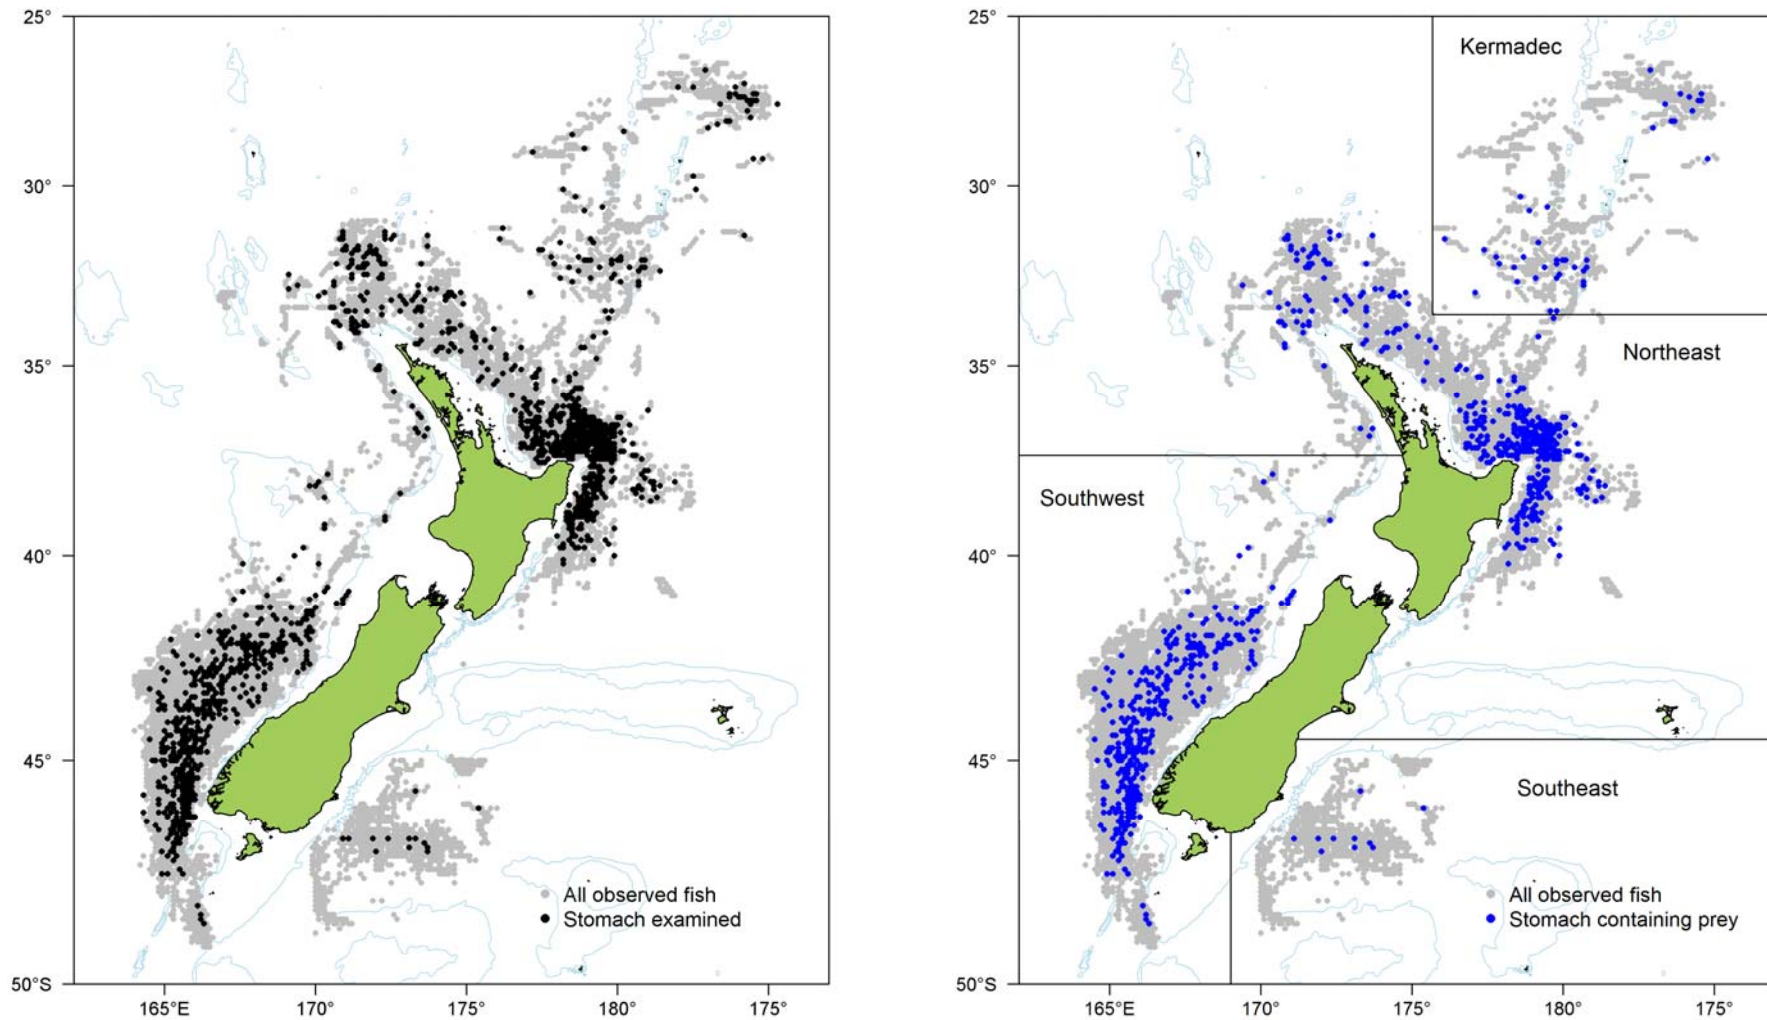 25°
30°
35°
40°
45°
50°S
165°E
170°
175°
180°
175°
All observed fish
Stomach examined
25°
30°
35°
40°
45°
50°S
165°E
170°
175°
180°
175°
Kermadec
Northeast
Southwest
Southeast
All observed fish
Stomach containing prey